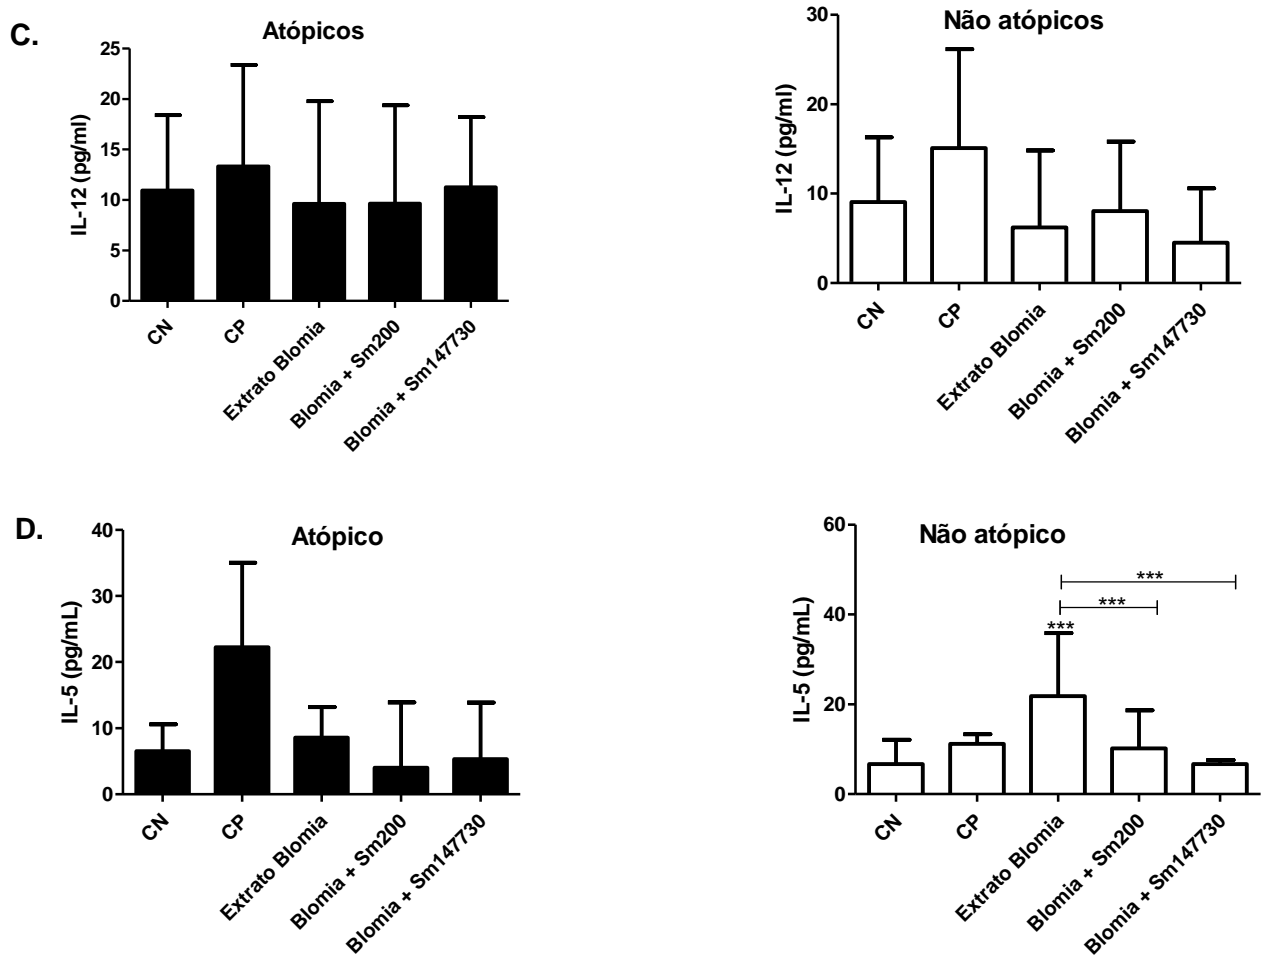 C.
Atópicos
IL-12 (pg/ml)
25
20
15
10
5
0
CN
CP
Extrato Blomia
Blomia + Sm200
Blomia + Sm147730
Não atópicos
IL-12 (pg/ml)
30
20
10
0
CN
CP
Extrato Blomia
Blomia + Sm200
Blomia + Sm147730
D.
Atópico
IL-5 (pg/mL)
40
30
20
10
0
CN
CP
Extrato Blomia
Blomia + Sm200
Blomia + Sm147730
Não atópico
IL-5 (pg/mL)
60
40
20
0
***
***
***
CN
CP
Extrato Blomia
Blomia + Sm200
Blomia + Sm147730